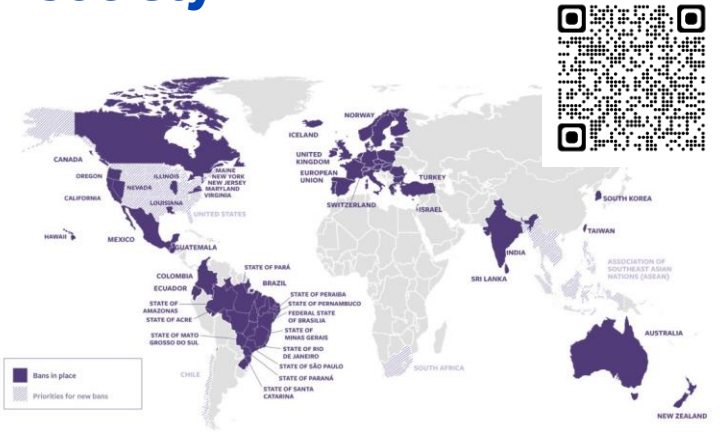 NORWAY
ICELAND
UNITED
KINGDOM
EUROPEAN
UNION
TURKEY
SWITZERLAND
ISRAEL
CANADA
OREGON
NEVADA
CALIFORNIA
ILLINOIS
LOUISIANA
MAINE
NEW YORK
NEW JERSEY
MARYLAND
VIRGINIA
UNITED STATES
HAWAII
MEXICO
GUATEMALA
SOUTH KOREA
TAIWAN
INDIA
SRI LANKA
ASSOCIATION OF
SOUTHEAST ASIAN
NATIONS (ASEAN)
COLOMBIA
ECUADOR
STATE OF PARÁ
BRAZIL
STATE OF
AMAZONAS
STATE OF ACRE
STATE OF MATO
GROSSO DO SUL
STATE OF PERAIBA
STATE OF PERNAMBUCO
FEDERAL STATE
OF BRASILIA
STATE OF
MINAS GERAIS
STATE OF RIO
DE JANEIRO
STATE OF SÃO PAULO
STATE OF PARANÁ
STATE OF SANTA
CATARINA
CHILE
SOUTH AFRICA
AUSTRALIA
NEW ZEALAND
Bans in place
Priorities for new bans